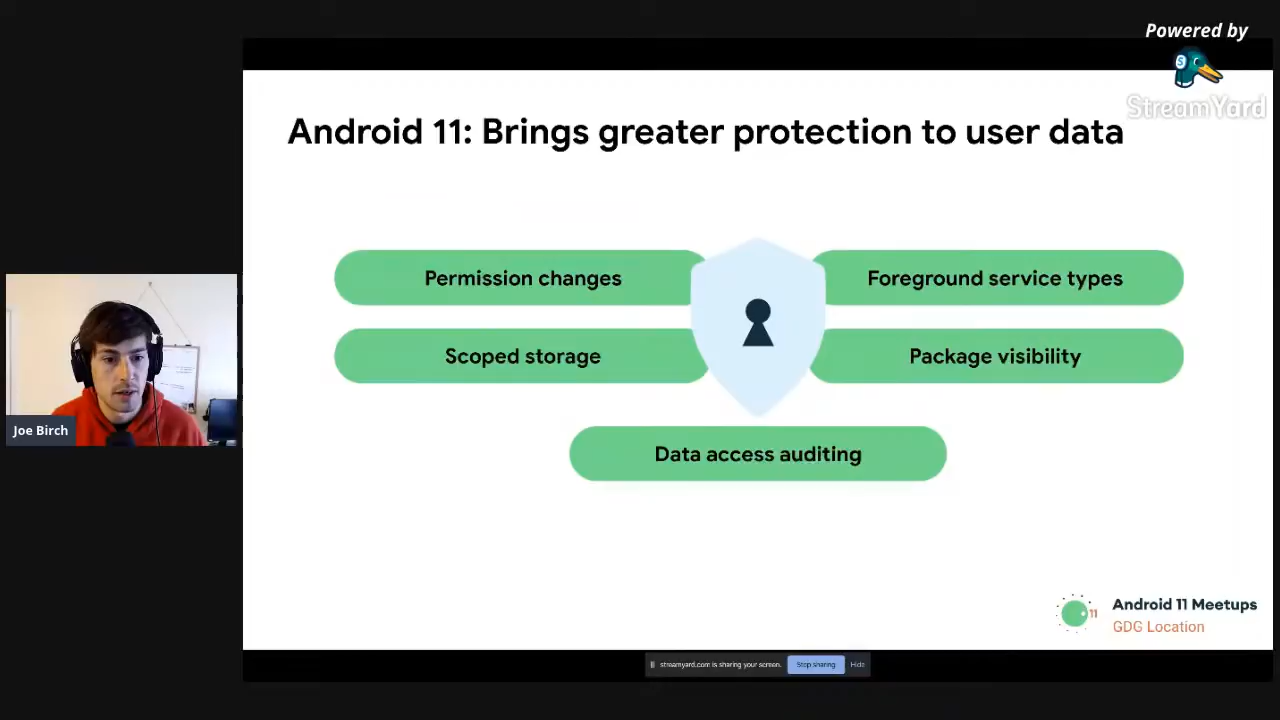 Powered by
StreamYard
Android 11: Brings greater protection to user data
Permission changes
Foreground service types
Scoped storage
Package visibility
Data access auditing
Joe Birch
11
Android 11 Meetups
GDG Location
streamyard.com is sharing your screen.
Stop sharing
Hide